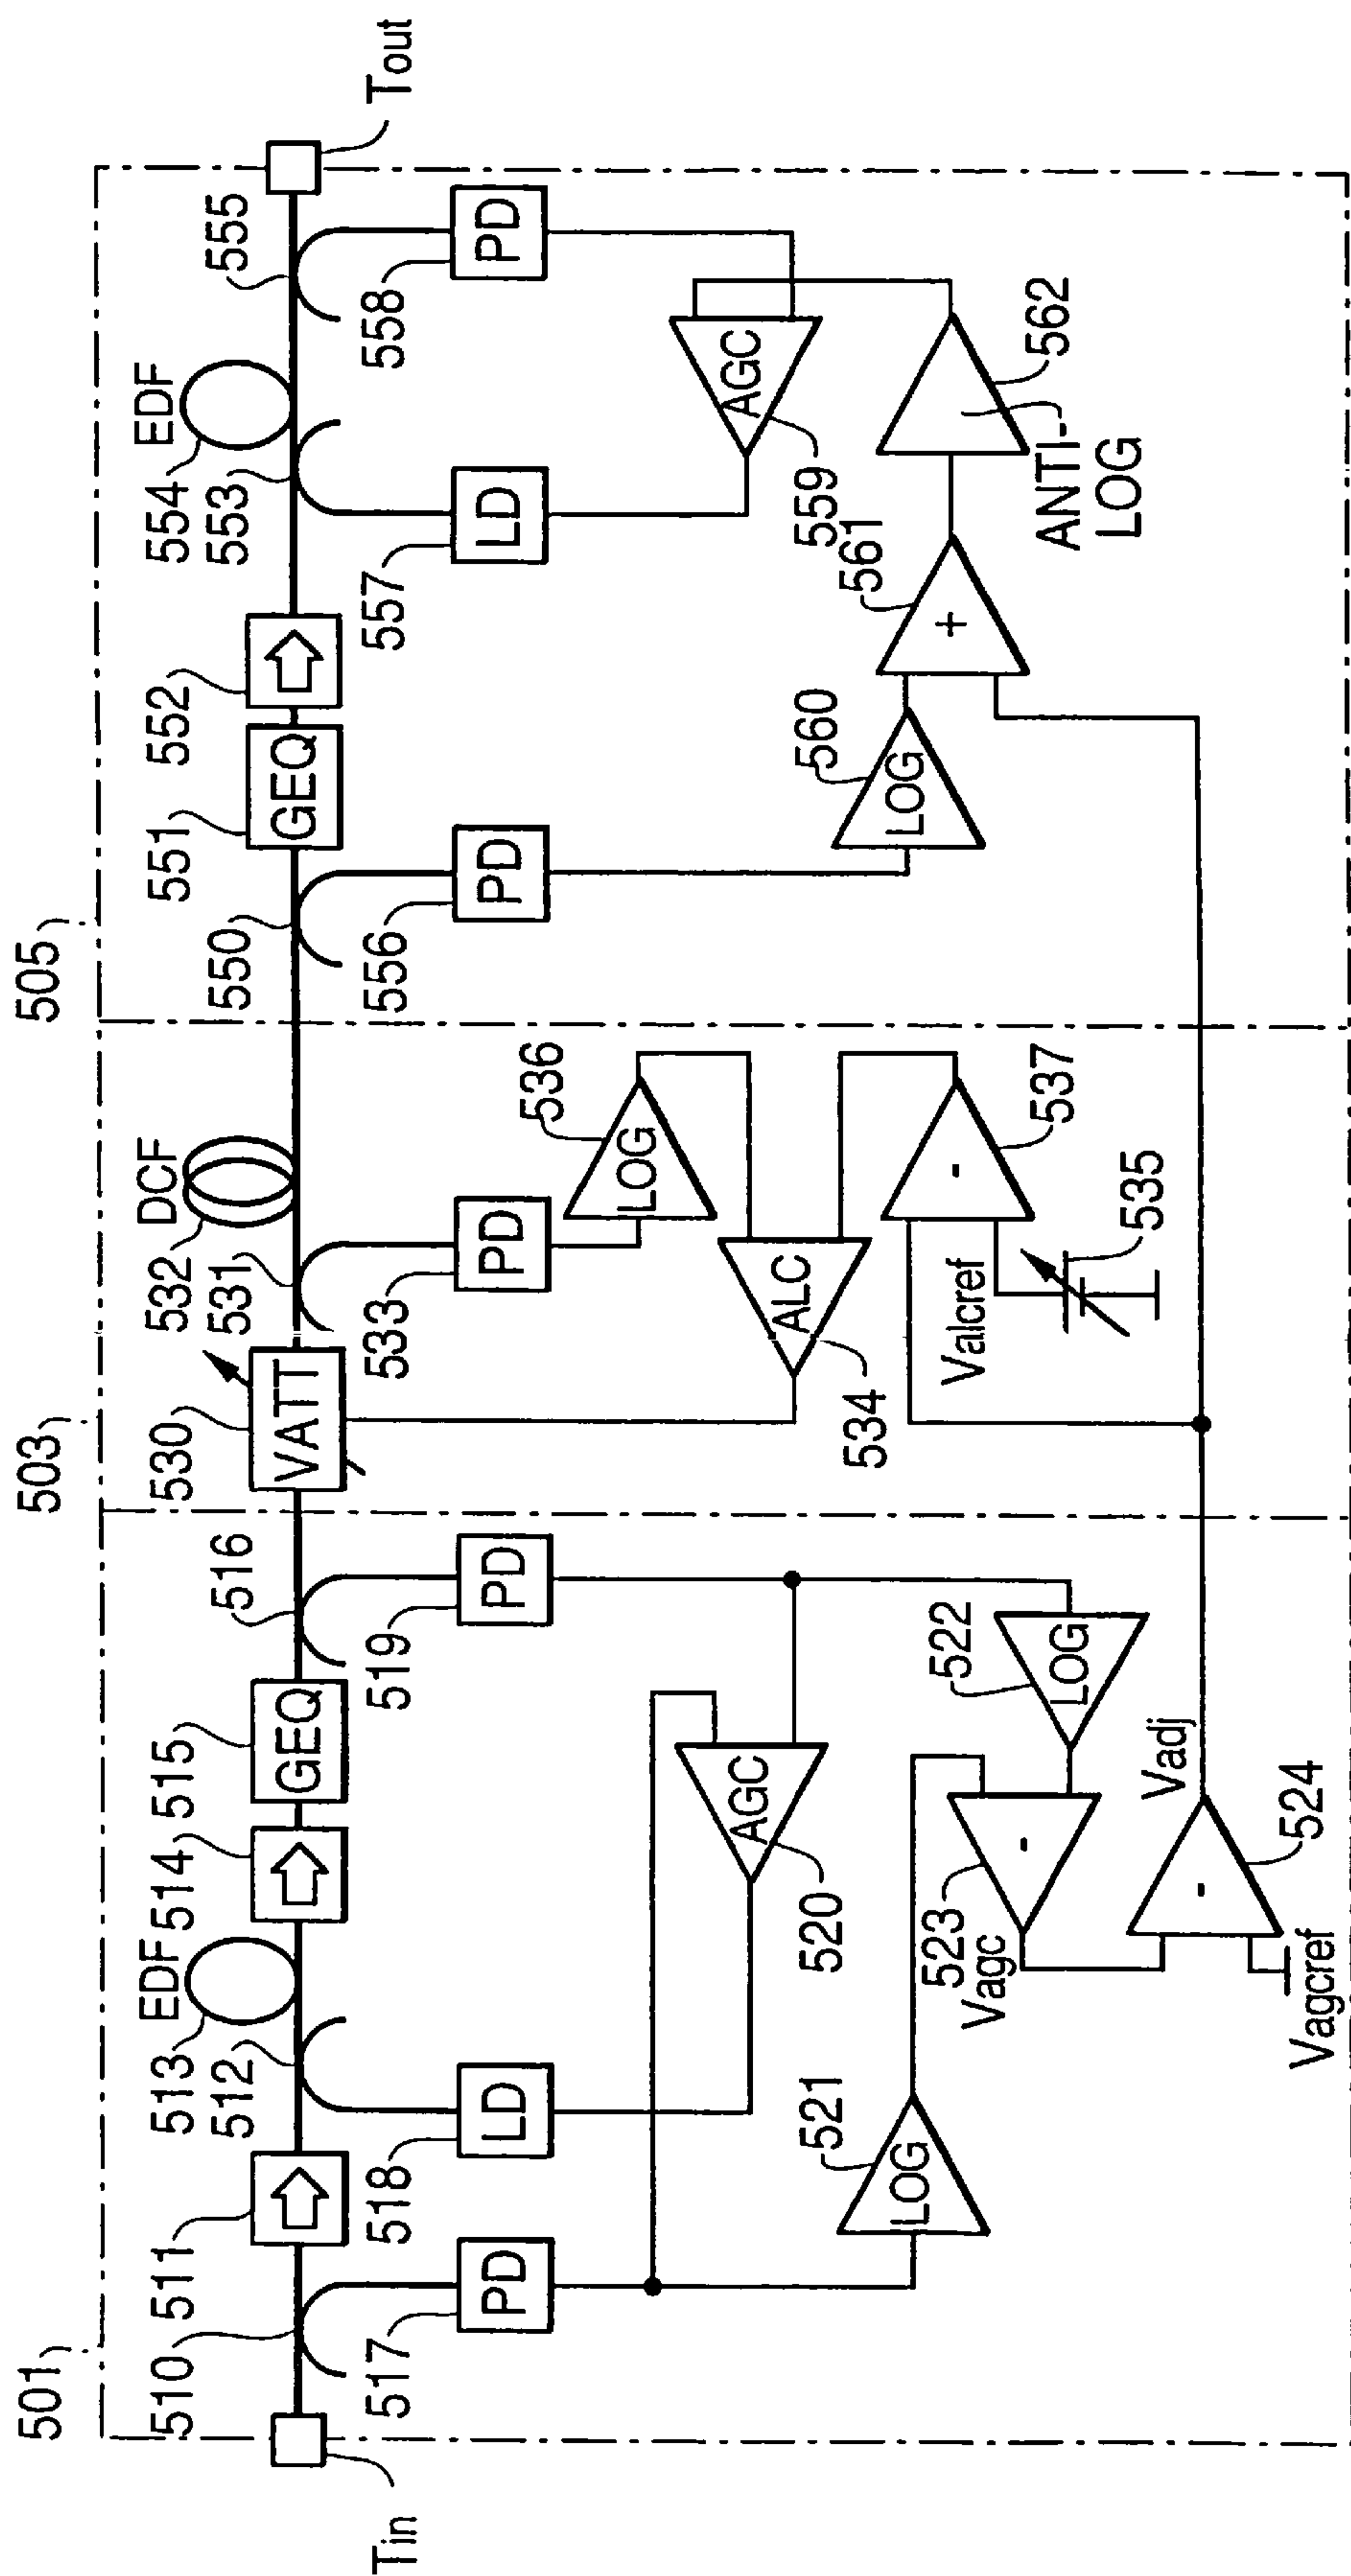 501
503
505
Tin
510
511
512
513
EDF
514
515
GEQ
516
530
VATT
531
532
DCF
550
551
GEQ
552
553
554
EDF
555
Tout
517
PD
518
LD
519
PD
533
PD
556
PD
557
LD
558
PD
520
AGC
521
LOG
522
LOG
523
-
Vagc
524
-
Vadj
Vagcref
534
ALC
536
LOG
537
-
Valcref
535
559
AGC
560
LOG
561
+
562
ANTI-
LOG